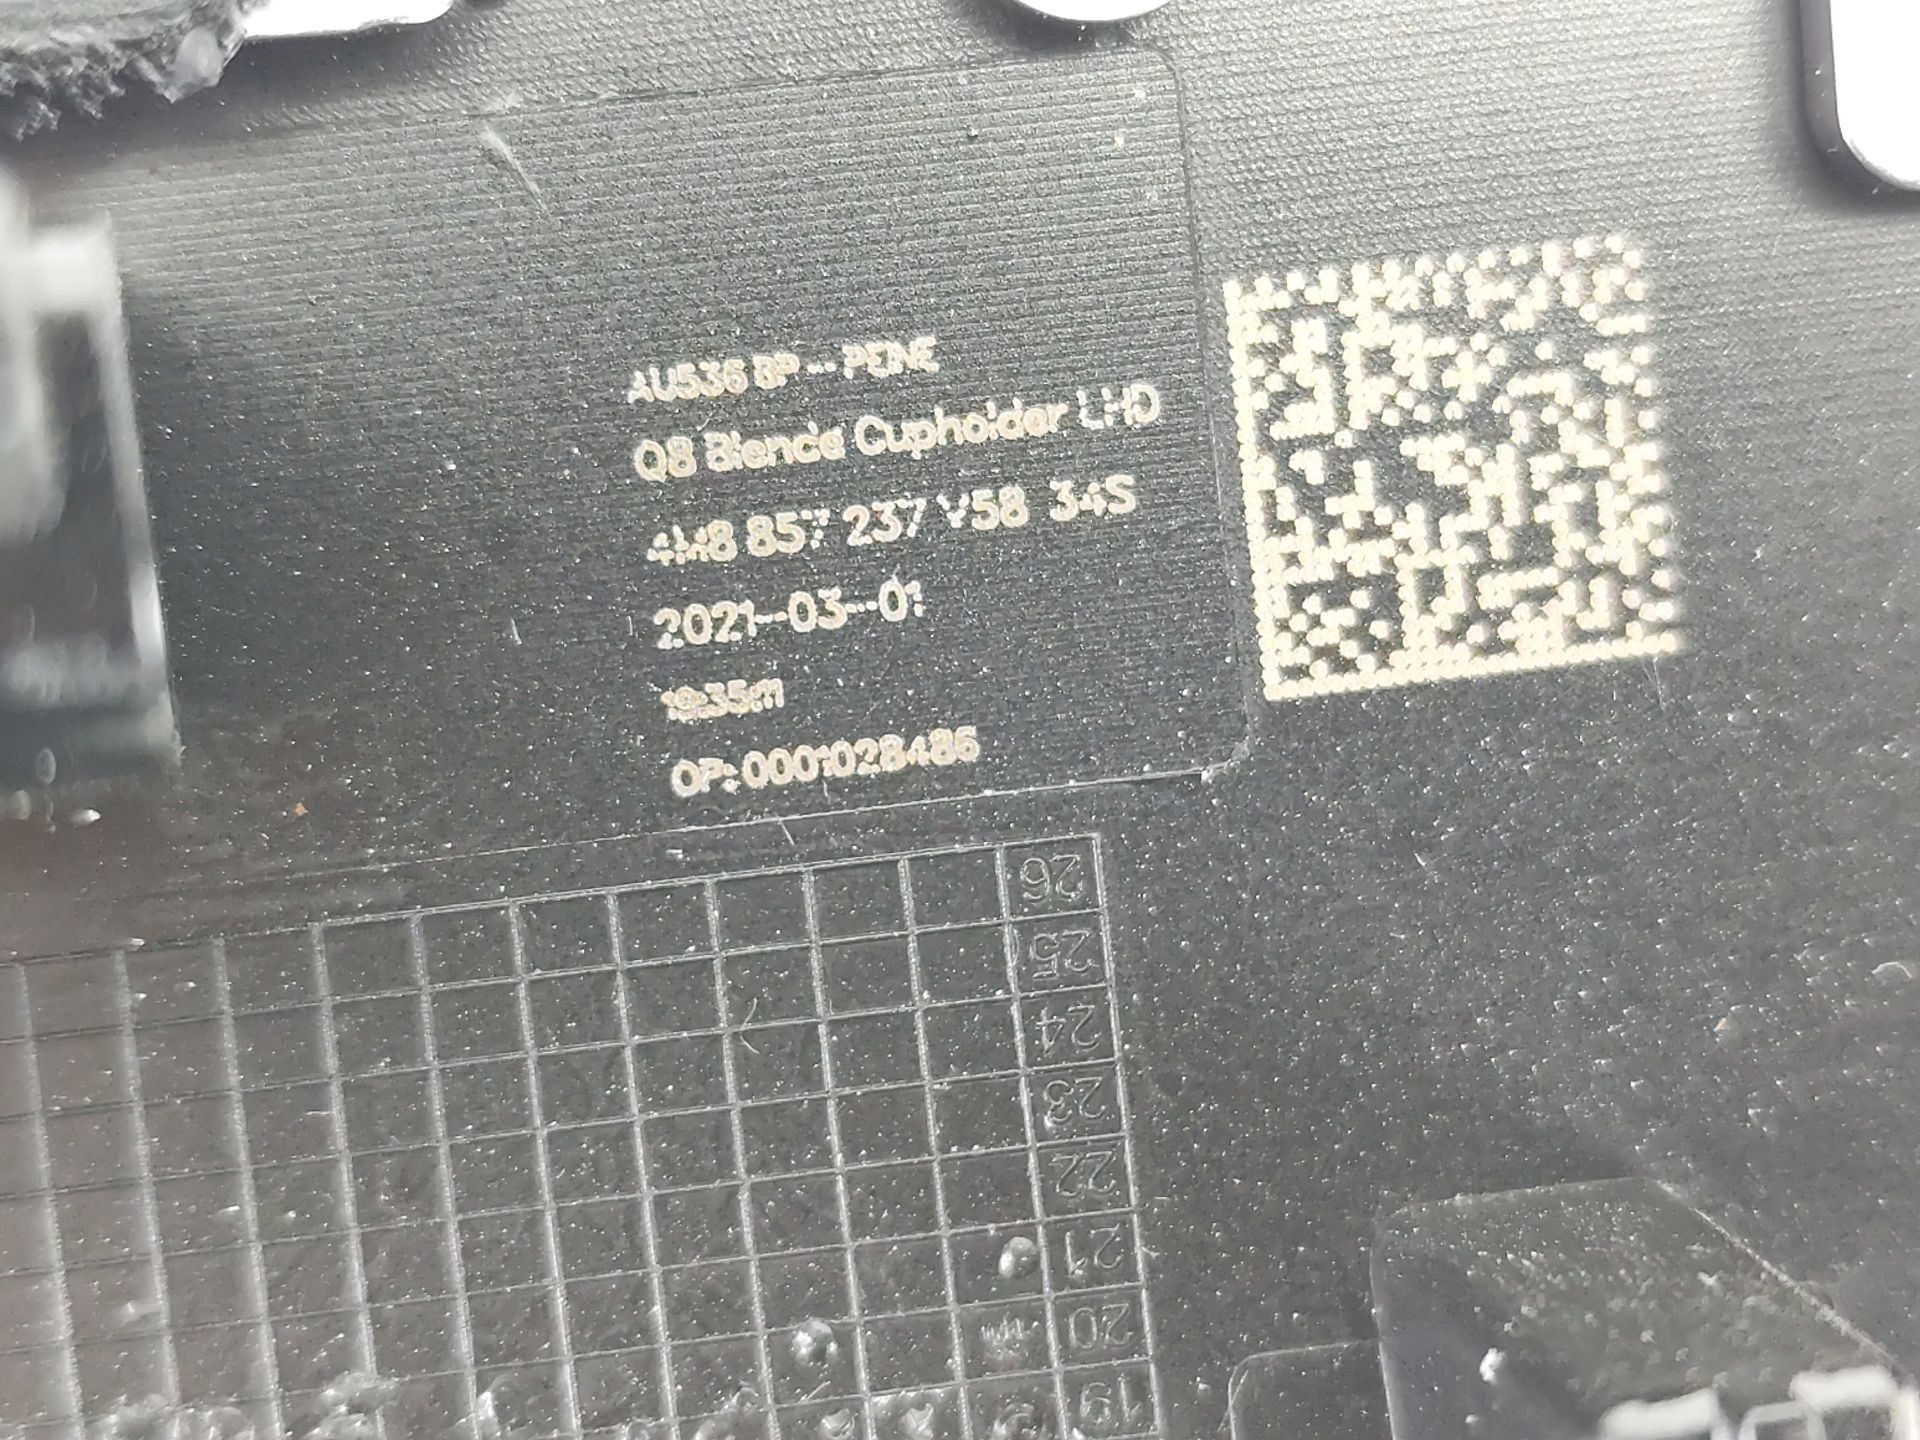 AU536 BP--PEDNE
Q8 Blende Cupholder LHD
4M8 857 237 Y58 34S
2021-03-01
OP: 0001028486
26
25
24
23
22
21
20
19